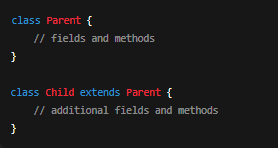 class Parent {
    // fields and methods
}

class Child extends Parent {
    // additional fields and methods
}